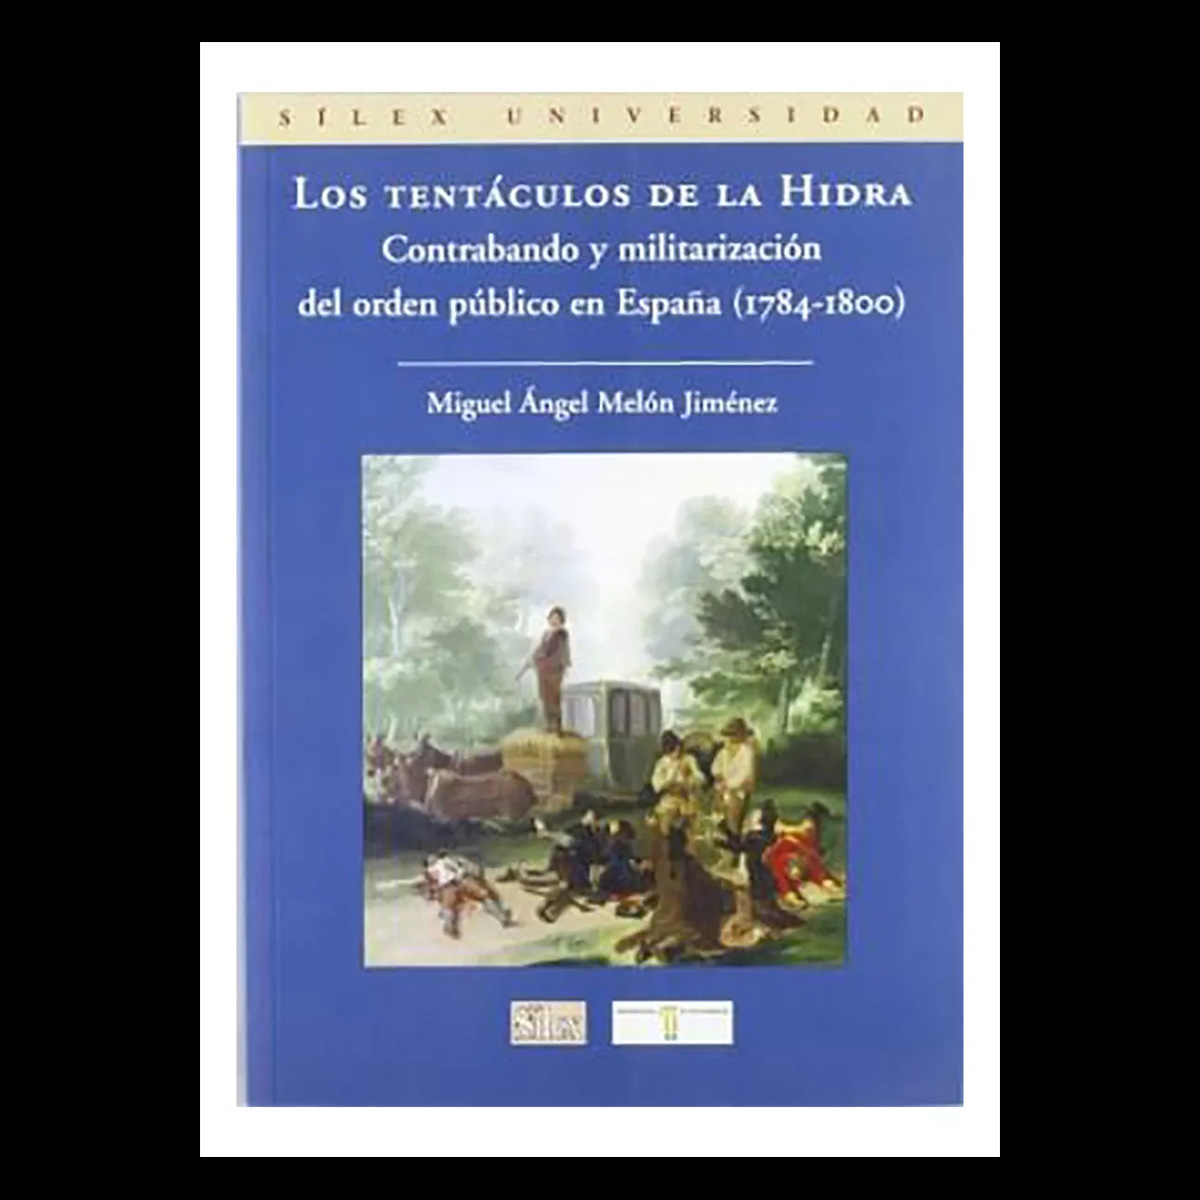 SÍLEX UNIVERSIDAD
LOS TENTÁCULOS DE LA HIDRA
Contrabando y militarización
del orden público en España (1784-1800)
Miguel Ángel Melón Jiménez
Sílex